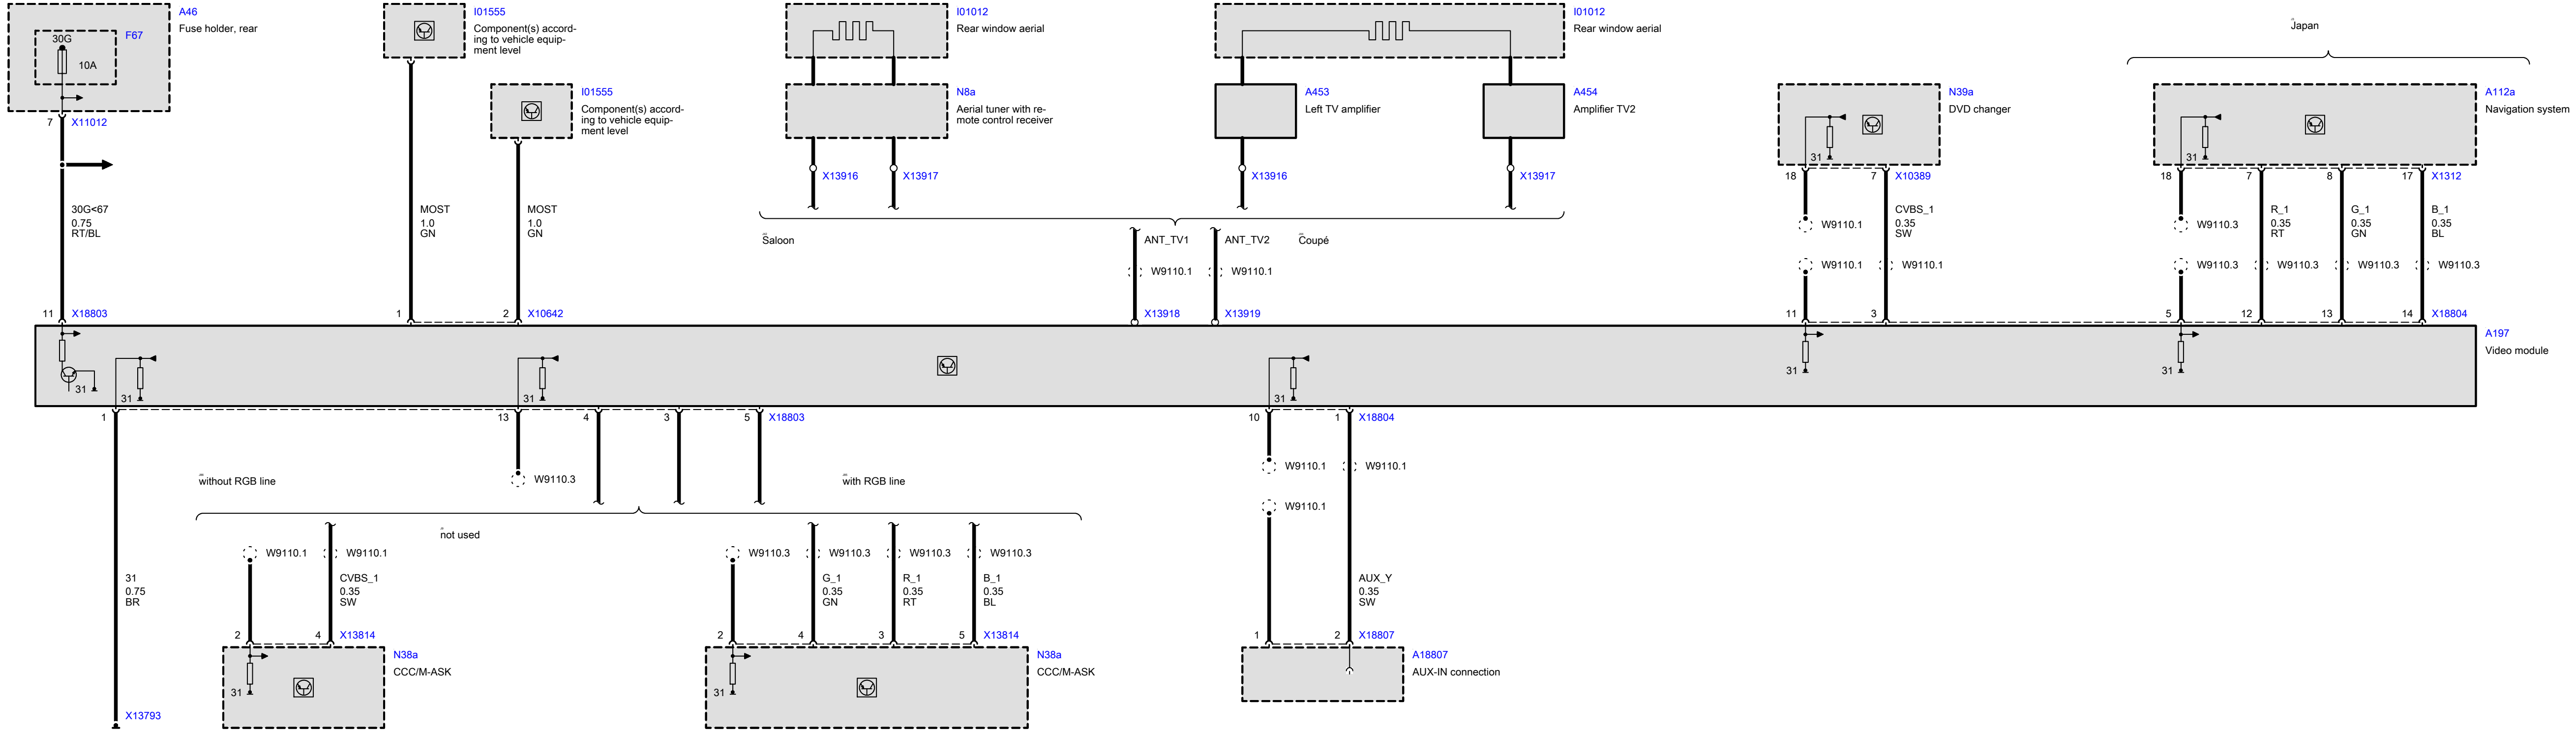 A46
Fuse holder, rear
30G
F67
10A
7
X11012
30G<67
0.75
RT/BL
11
X18803
I01555
Component(s) accord-
ing to vehicle equip-
ment level
I01555
Component(s) accord-
ing to vehicle equip-
ment level
MOST
1.0
GN
MOST
1.0
GN
1
2
X10642
I01012
Rear window aerial
N8a
Aerial tuner with re-
mote control receiver
X13916
X13917
I01012
Rear window aerial
A453
Left TV amplifier
A454
Amplifier TV2
X13916
X13917
Saloon
ANT_TV1
ANT_TV2
Coupé
W9110.1
W9110.1
X13918
X13919
N39a
DVD changer
31
18
7
X10389
W9110.1
CVBS_1
0.35
SW
W9110.1
W9110.1
11
3
Japan
A112a
Navigation system
31
18
7
8
17
X1312
W9110.3
R_1
0.35
RT
G_1
0.35
GN
B_1
0.35
BL
W9110.3
W9110.3
W9110.3
W9110.3
5
12
13
14
X18804
A197
Video module
31
31
31
31
31
31
1
13
4
3
5
X18803
10
1
X18804
W9110.3
without RGB line
with RGB line
not used
W9110.1
W9110.1
W9110.1
W9110.1
CVBS_1
0.35
SW
W9110.3
W9110.3
W9110.3
W9110.3
G_1
0.35
GN
R_1
0.35
RT
B_1
0.35
BL
W9110.1
AUX_Y
0.35
SW
31
0.75
BR
X13793
2
4
X13814
N38a
CCC/M-ASK
31
2
4
3
5
X13814
N38a
CCC/M-ASK
31
1
2
X18807
A18807
AUX-IN connection